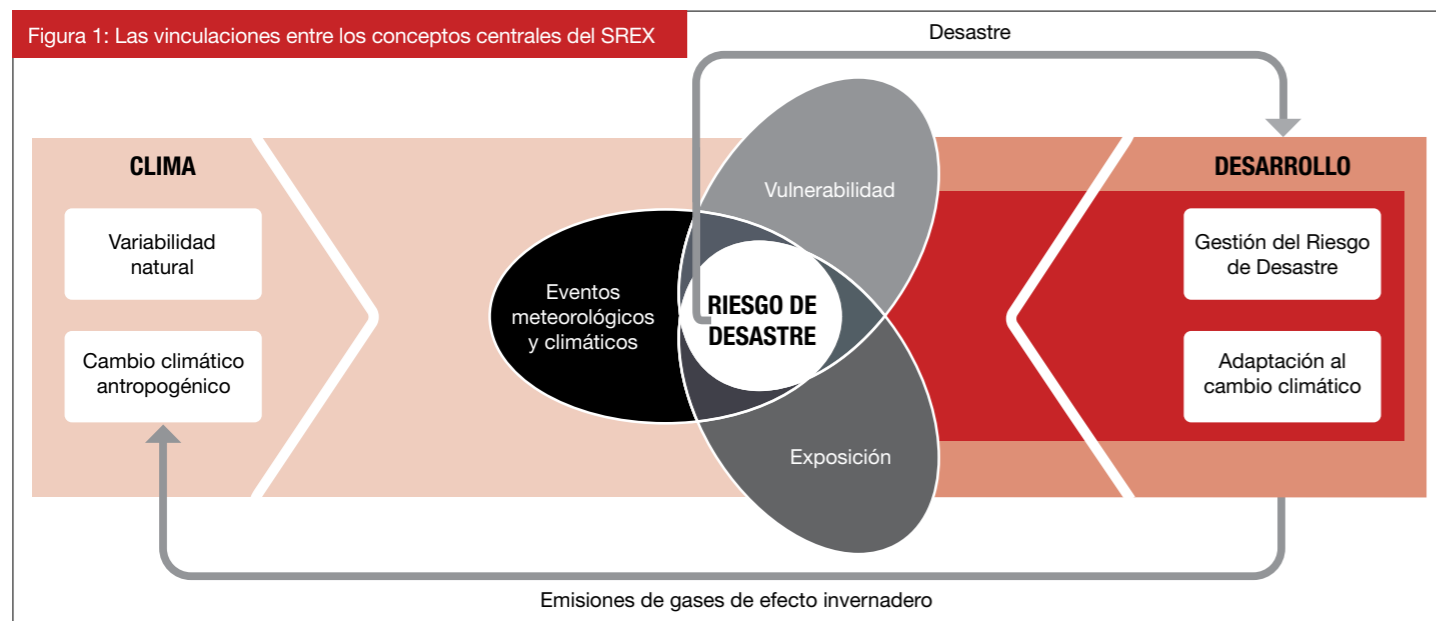 Figura 1: Las vinculaciones entre los conceptos centrales del SREX
Desastre
CLIMA
Variabilidad
natural
Cambio climático
antropogénico
Eventos
meteorológicos
y climáticos
Vulnerabilidad
RIESGO DE
DESASTRE
Exposición
DESARROLLO
Gestión del Riesgo
de Desastre
Adaptación al
cambio climático
Emisiones de gases de efecto invernadero